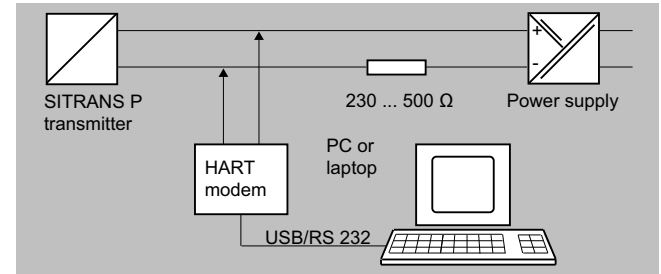 +
-
SITRANS P
transmitter
230 ... 500 Ω
Power supply
HART
modem
PC or
laptop
USB/RS 232